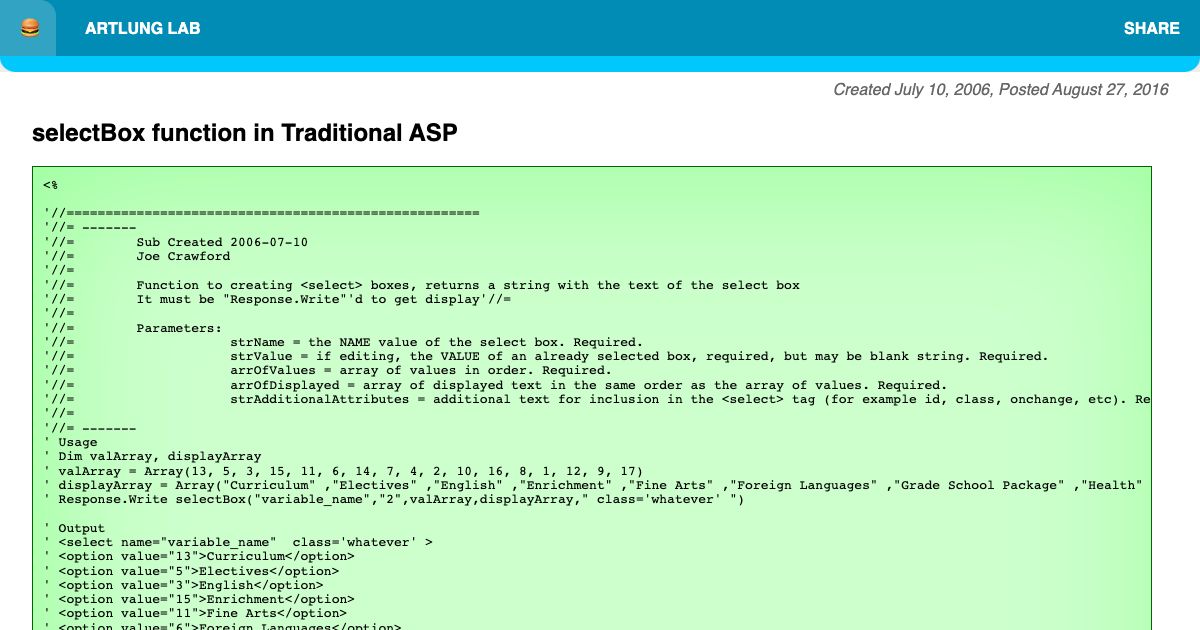 ARTLUNG LAB
SHARE
Created July 10, 2006, Posted August 27, 2016
selectBox function in Traditional ASP
<%
'//=====================================================
'//= -------
'//=        Sub Created 2006-07-10
'//=        Joe Crawford
'//=
'//=        Function to creating <select> boxes, returns a string with the text of the select box
'//=        It must be "Response.Write"'d to get display'//=
'//=
'//=        Parameters:
'//=                    strName = the NAME value of the select box. Required.
'//=                    strValue = if editing, the VALUE of an already selected box, required, but may be blank string. Required.
'//=                    arrOfValues = array of values in order. Required.
'//=                    arrOfDisplayed = array of displayed text in the same order as the array of values. Required.
'//=                    strAdditionalAttributes = additional text for inclusion in the <select> tag (for example id, class, onchange, etc). Re
'//=
'//= -------
' Usage
' Dim valArray, displayArray
' valArray = Array(13, 5, 3, 15, 11, 6, 14, 7, 4, 2, 10, 16, 8, 1, 12, 9, 17)
' displayArray = Array("Curriculum" ,"Electives" ,"English" ,"Enrichment" ,"Fine Arts" ,"Foreign Languages" ,"Grade School Package" ,"Health"
' Response.Write selectBox("variable_name","2",valArray,displayArray," class='whatever' ")
' Output
' <select name="variable_name"  class='whatever' >
' <option value="13">Curriculum</option>
' <option value="5">Electives</option>
' <option value="3">English</option>
' <option value="15">Enrichment</option>
' <option value="11">Fine Arts</option>
' <option value="6">Foreign Languages</option>